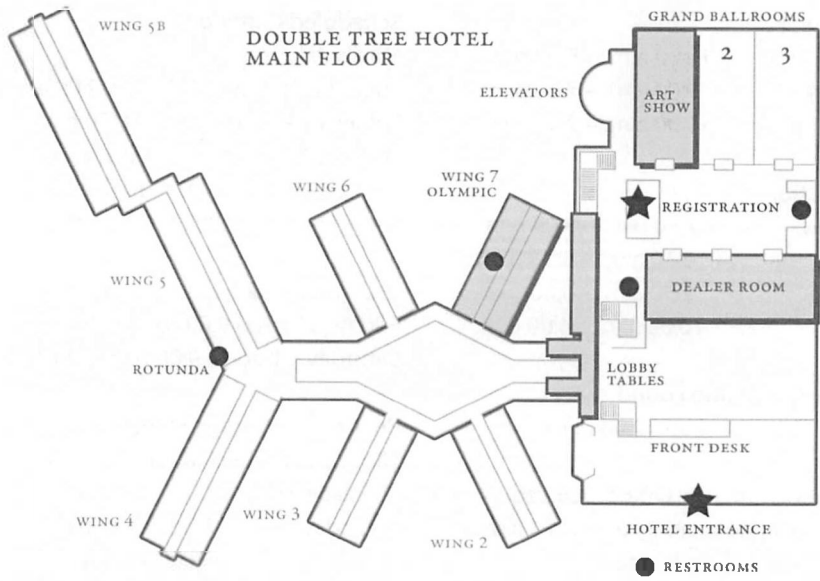 WING 5B
DOUBLE TREE HOTEL
MAIN FLOOR
GRAND BALLROOMS
2
3
ELEVATORS
ART
SHOW
WING 6
WING 7
OLYMPIC
REGISTRATION
WING 5
DEALER ROOM
ROTUNDA
LOBBY
TABLES
FRONT DESK
WING 4
WING 3
WING 2
HOTEL ENTRANCE
RESTROOMS